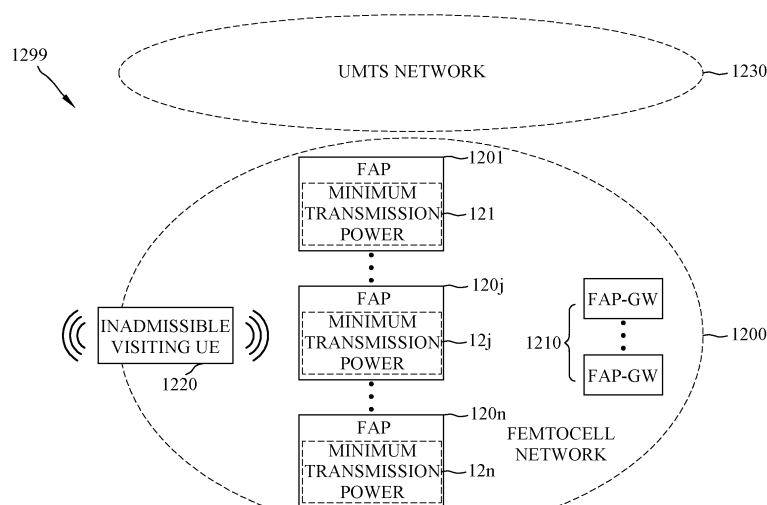 1299
UMTS NETWORK
1230
FAP
1201
MINIMUM
TRANSMISSION
POWER
121
FAP
120j
MINIMUM
TRANSMISSION
POWER
12j
INADMISSIBLE
VISITING UE
1220
FAP-GW
1210
FAP-GW
1200
FAP
120n
MINIMUM
TRANSMISSION
POWER
12n
FEMTOCELL
NETWORK